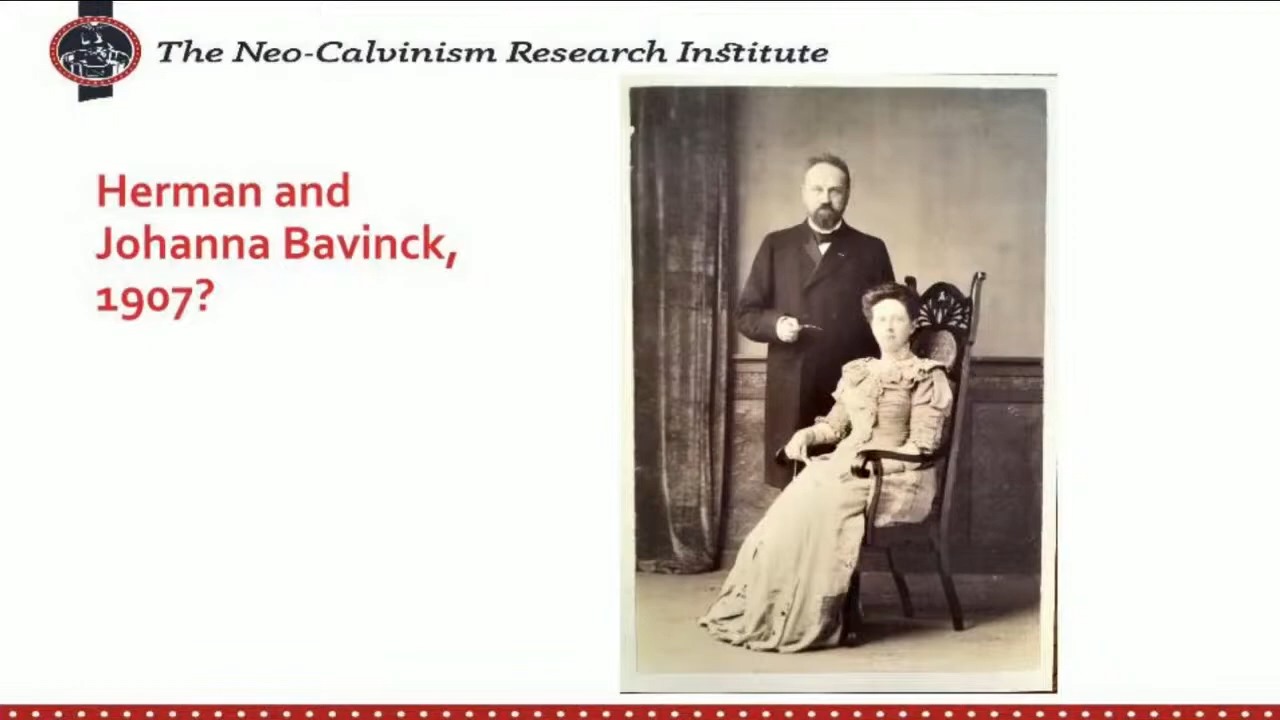 The Neo-Calvinism Research Institute
Herman and
Johanna Bavinck,
1907?